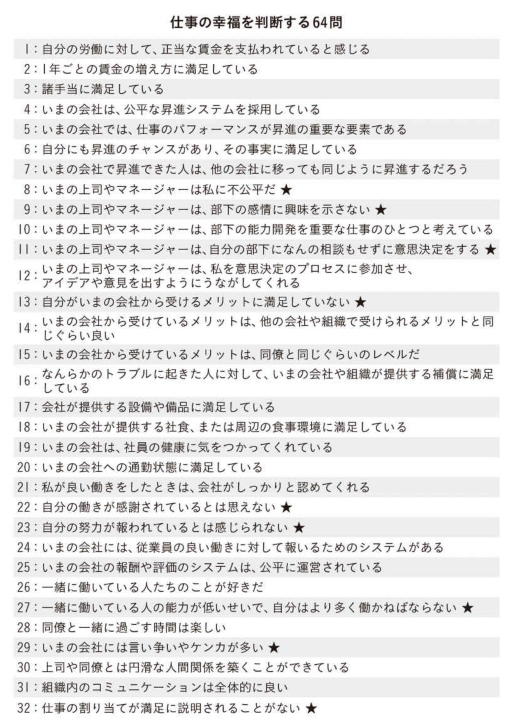 仕事の幸福を判断する64問
1：自分の労働に対して、正当な賃金を支払われていると感じる
2：1年ごとの賃金の増え方に満足している
3：諸手当に満足している
4：いまの会社は、公平な昇進システムを採用している
5：いまの会社では、仕事のパフォーマンスが昇進の重要な要素である
6：自分にも昇進のチャンスがあり、その事実に満足している
7：いまの会社で昇進できた人は、他の会社に移っても同じように昇進するだろう
8：いまの上司やマネージャーは私に不公平だ ★
9：いまの上司やマネージャーは、部下の感情に興味を示さない ★
10：いまの上司やマネージャーは、部下の能力開発を重要な仕事のひとつと考えている
11：いまの上司やマネージャーは、自分の部下になんの相談もせずに意思決定をする ★
12：いまの上司やマネージャーは、私を意思決定のプロセスに参加させ、
アイデアや意見を出すようにうながしてくれる
13：自分がいまの会社から受けるメリットに満足していない ★
14：いまの会社から受けているメリットは、他の会社や組織で受けられるメリットと同
じぐらい良い
15：いまの会社から受けているメリットは、同僚と同じぐらいのレベルだ
16：なんらかのトラブルに起きた人に対して、いまの会社や組織が提供する補償に満足
している
17：会社が提供する設備や備品に満足している
18：いまの会社が提供する社食、または周辺の食事環境に満足している
19：いまの会社は、社員の健康に気をつかってくれている
20：いまの会社への通勤状態に満足している
21：私が良い働きをしたときは、会社がしっかりと認めてくれる
22：自分の働きが感謝されているとは思えない ★
23：自分の努力が報われているとは感じられない ★
24：いまの会社には、従業員の良い働きに対して報いるためのシステムがある
25：いまの会社の報酬や評価のシステムは、公平に運営されている
26：一緒に働いている人たちのことが好きだ
27：一緒に働いている人の能力が低いせいで、自分はより多く働かねばならない ★
28：同僚と一緒に過ごす時間は楽しい
29：いまの会社には言い争いやケンカが多い ★
30：上司や同僚とは円滑な人間関係を築くことができている
31：組織内のコミュニケーションは全体的に良い
32：仕事の割り当てが満足に説明されることがない ★